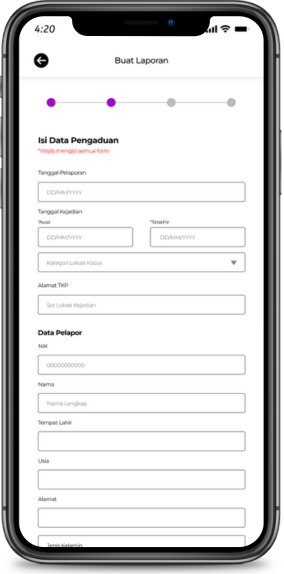 4:20
Buat Laporan
Isi Data Pengaduan
*Wajib mengisi semua form
Tanggal Pelaporan
DD/MM/YYYY
Tanggal Kejadian
*Awal *Terakhir
DD/MM/YYYY DD/MM/YYYY
Kategori Lokasi Kasus
Alamat TKP
Set Lokasi Kejadian
Data Pelapor
NIK
00000000000
Nama
Nama Lengkap
Tempat Lahir
Usia
Alamat
Jenis Kelamin